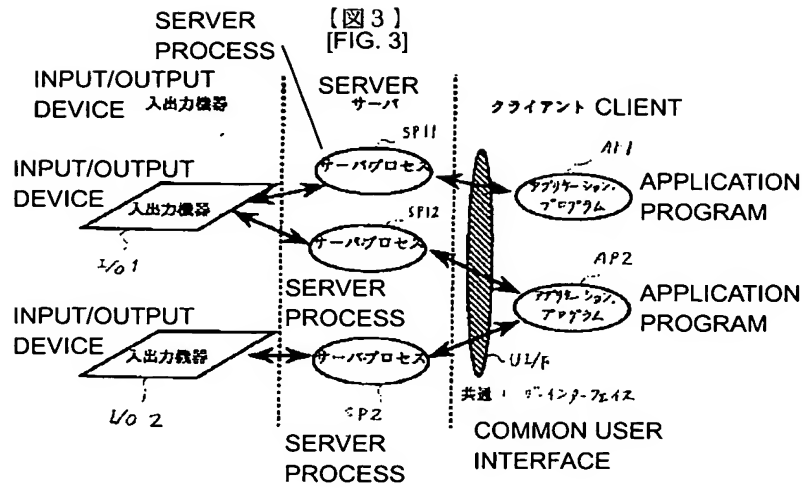 【図3】
[FIG. 3]
SERVER
PROCESS
INPUT/OUTPUT
DEVICE 入出力機器
SERVER
サーバ
クライアント CLIENT
SP11
サーバプロセス
AP1
アプリケーション・
プログラム
APPLICATION
PROGRAM
INPUT/OUTPUT
DEVICE
入出力機器
I/O 1
SP12
サーバプロセス
SERVER
PROCESS
AP2
アプリケーション・
プログラム
APPLICATION
PROGRAM
INPUT/OUTPUT
DEVICE
入出力機器
I/O 2
サーバプロセス
SP2
SERVER
PROCESS
UI/F
共通ユーザーインターフェイス
COMMON USER
INTERFACE